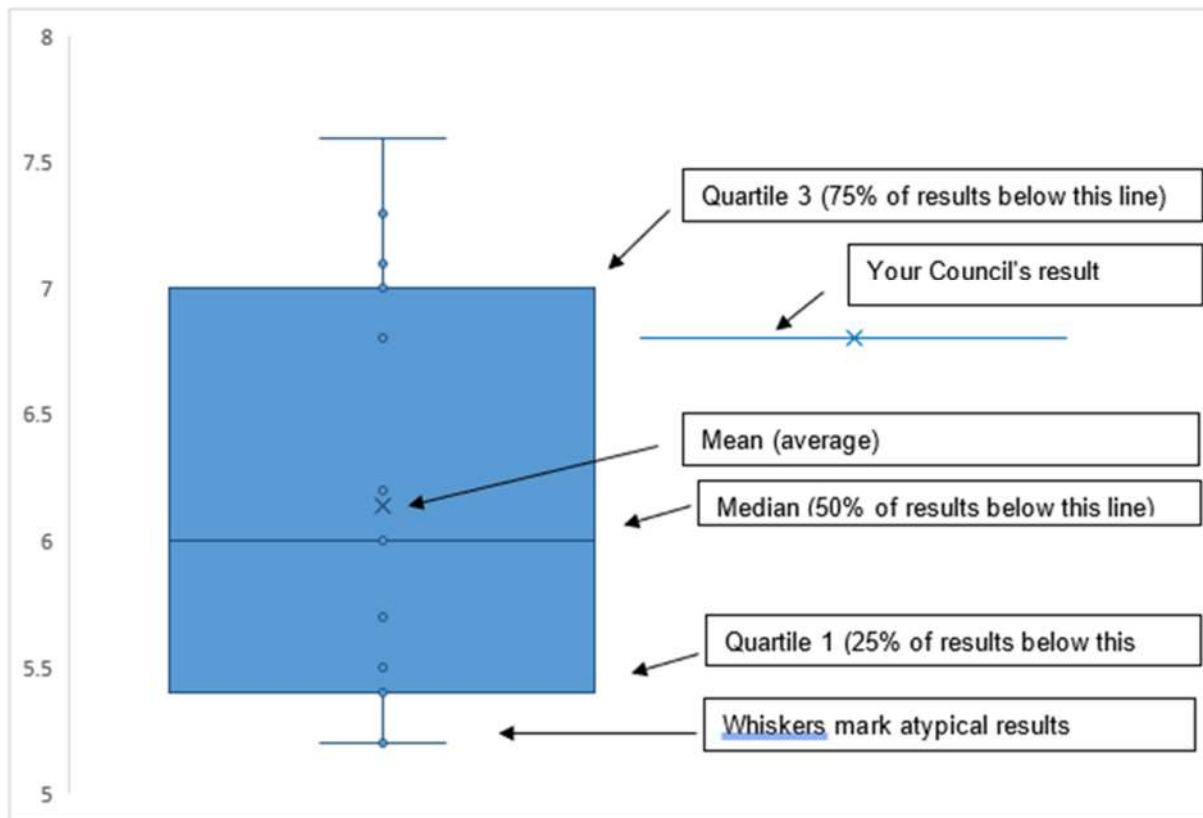 8
7.5
Quartile 3 (75% of results below this line)
Your Council's result
7
6.5
Mean (average)
Median (50% of results below this line)
6
Quartile 1 (25% of results below this
5.5
Whiskers mark atypical results
5